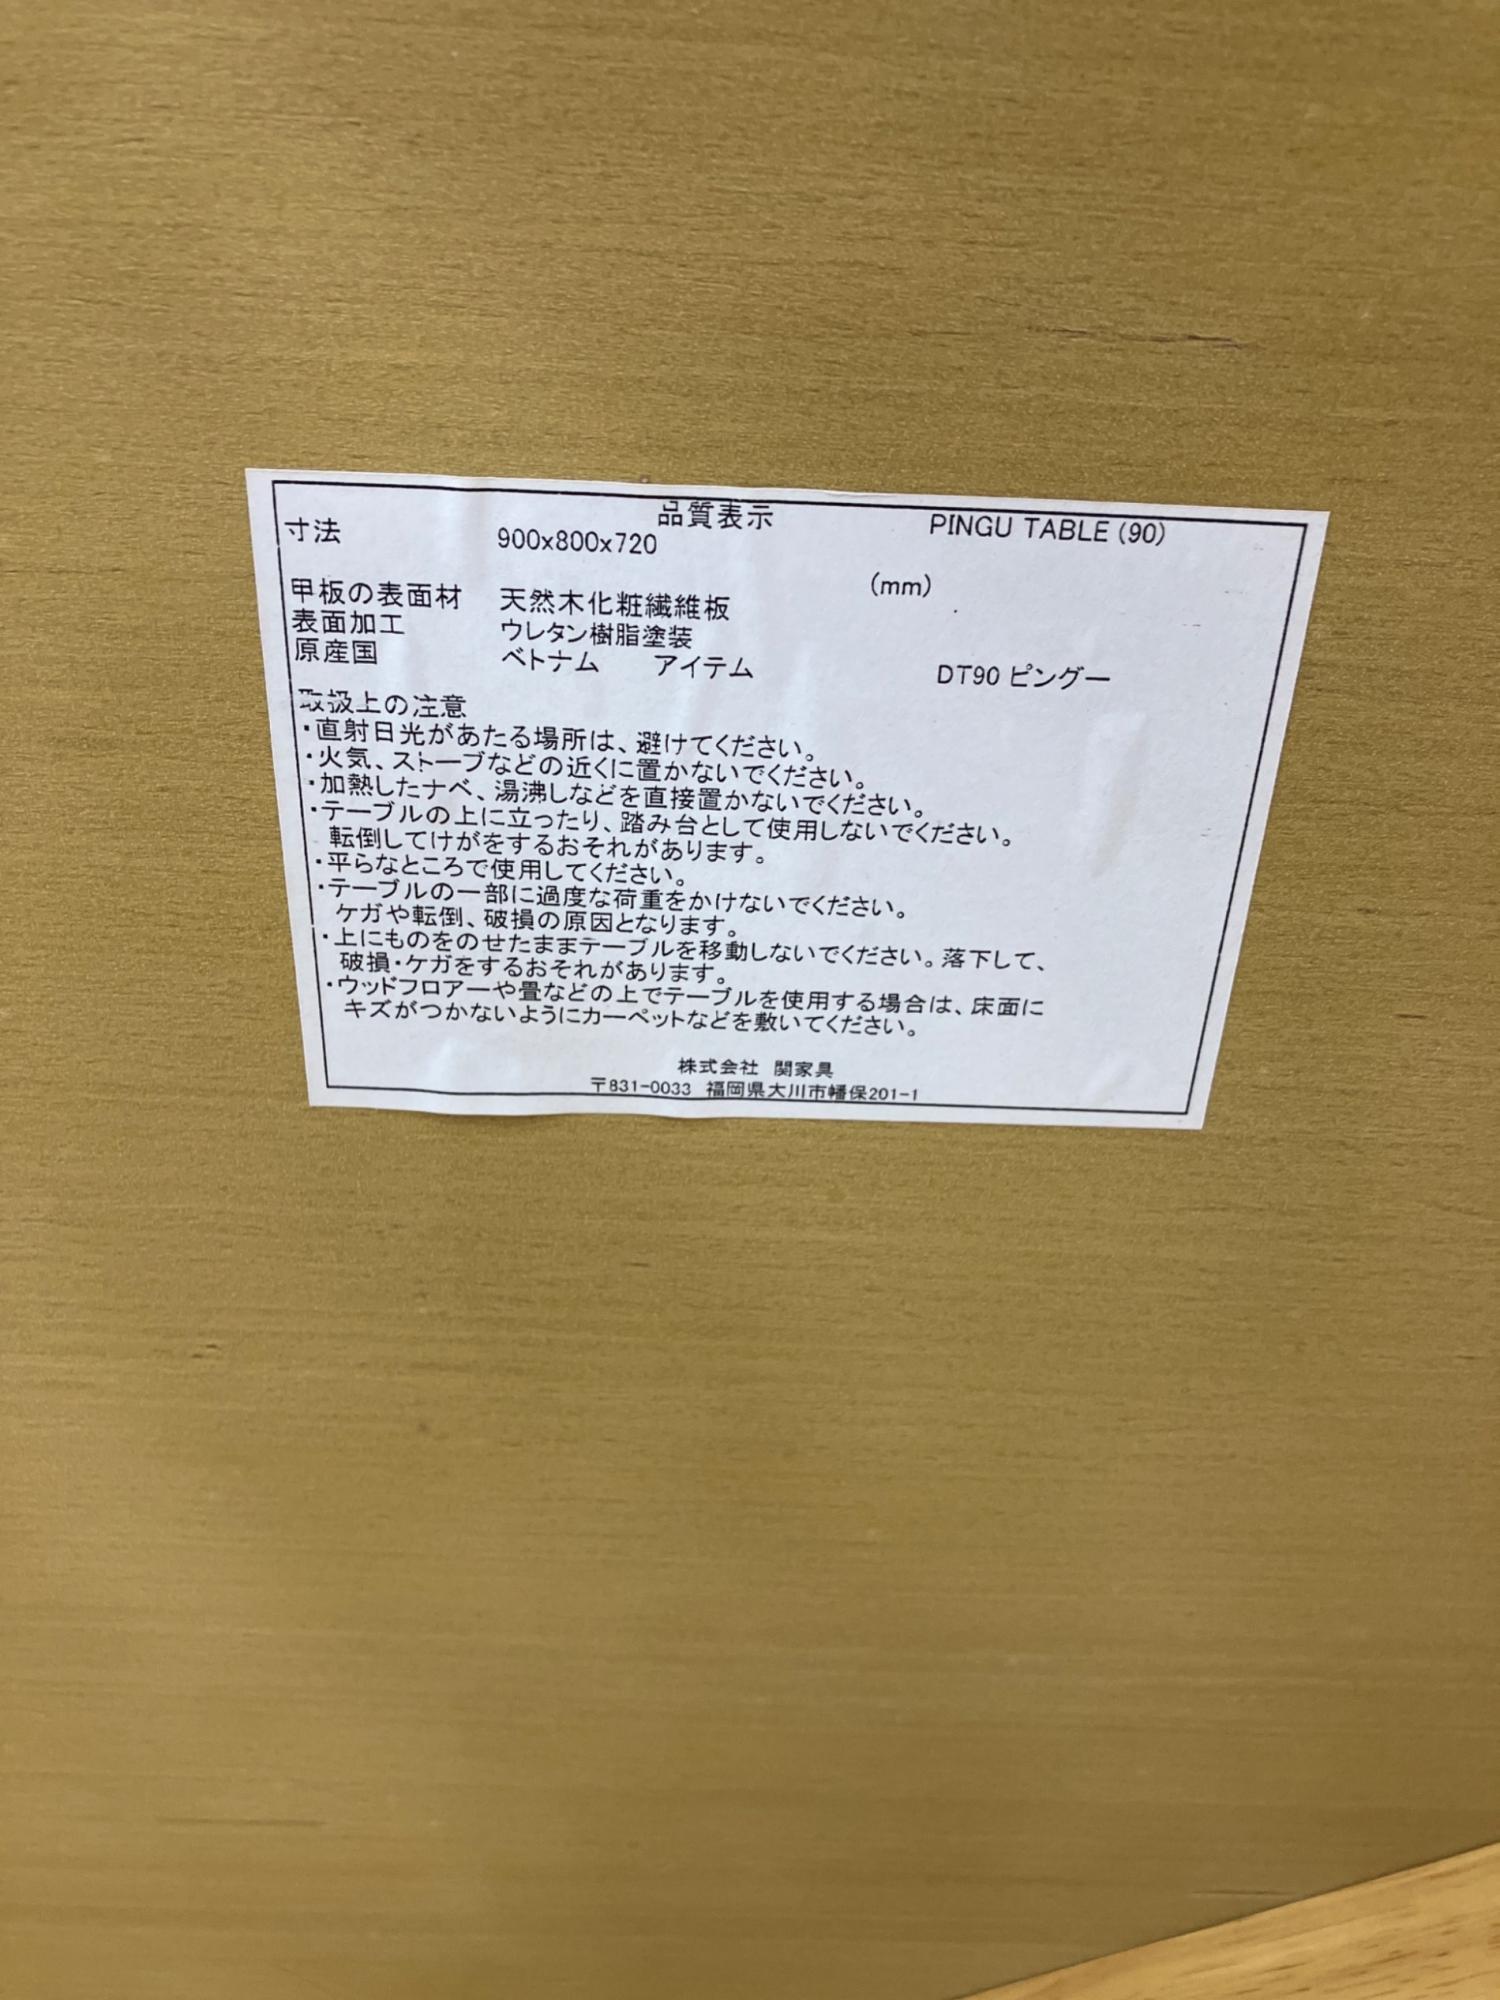 品質表示 PINGU TABLE (90)
寸法 900x800x720
(mm)
甲板の表面材 天然木化粧繊維板
表面加工 ウレタン樹脂塗装
原産国 ベトナム アイテム DT90 ピングー
取扱上の注意
・直射日光があたる場所は、避けてください。
・火気、ストーブなどの近くに置かないでください。
・加熱したナベ、湯沸しなどを直接置かないでください。
・テーブルの上に立ったり、踏み台として使用しないでください。
転倒してけがをするおそれがあります。
・平らなところで使用してください。
・テーブルの一部に過度な荷重をかけないでください。
ケガや転倒、破損の原因となります。
・上にものをのせたままテーブルを移動しないでください。落下して、
破損・ケガをするおそれがあります。
・ウッドフロアーや畳などの上でテーブルを使用する場合は、床面に
キズがつかないようにカーペットなどを敷いてください。
株式会社 関家具
〒831-0033 福岡県大川市幡保201-1